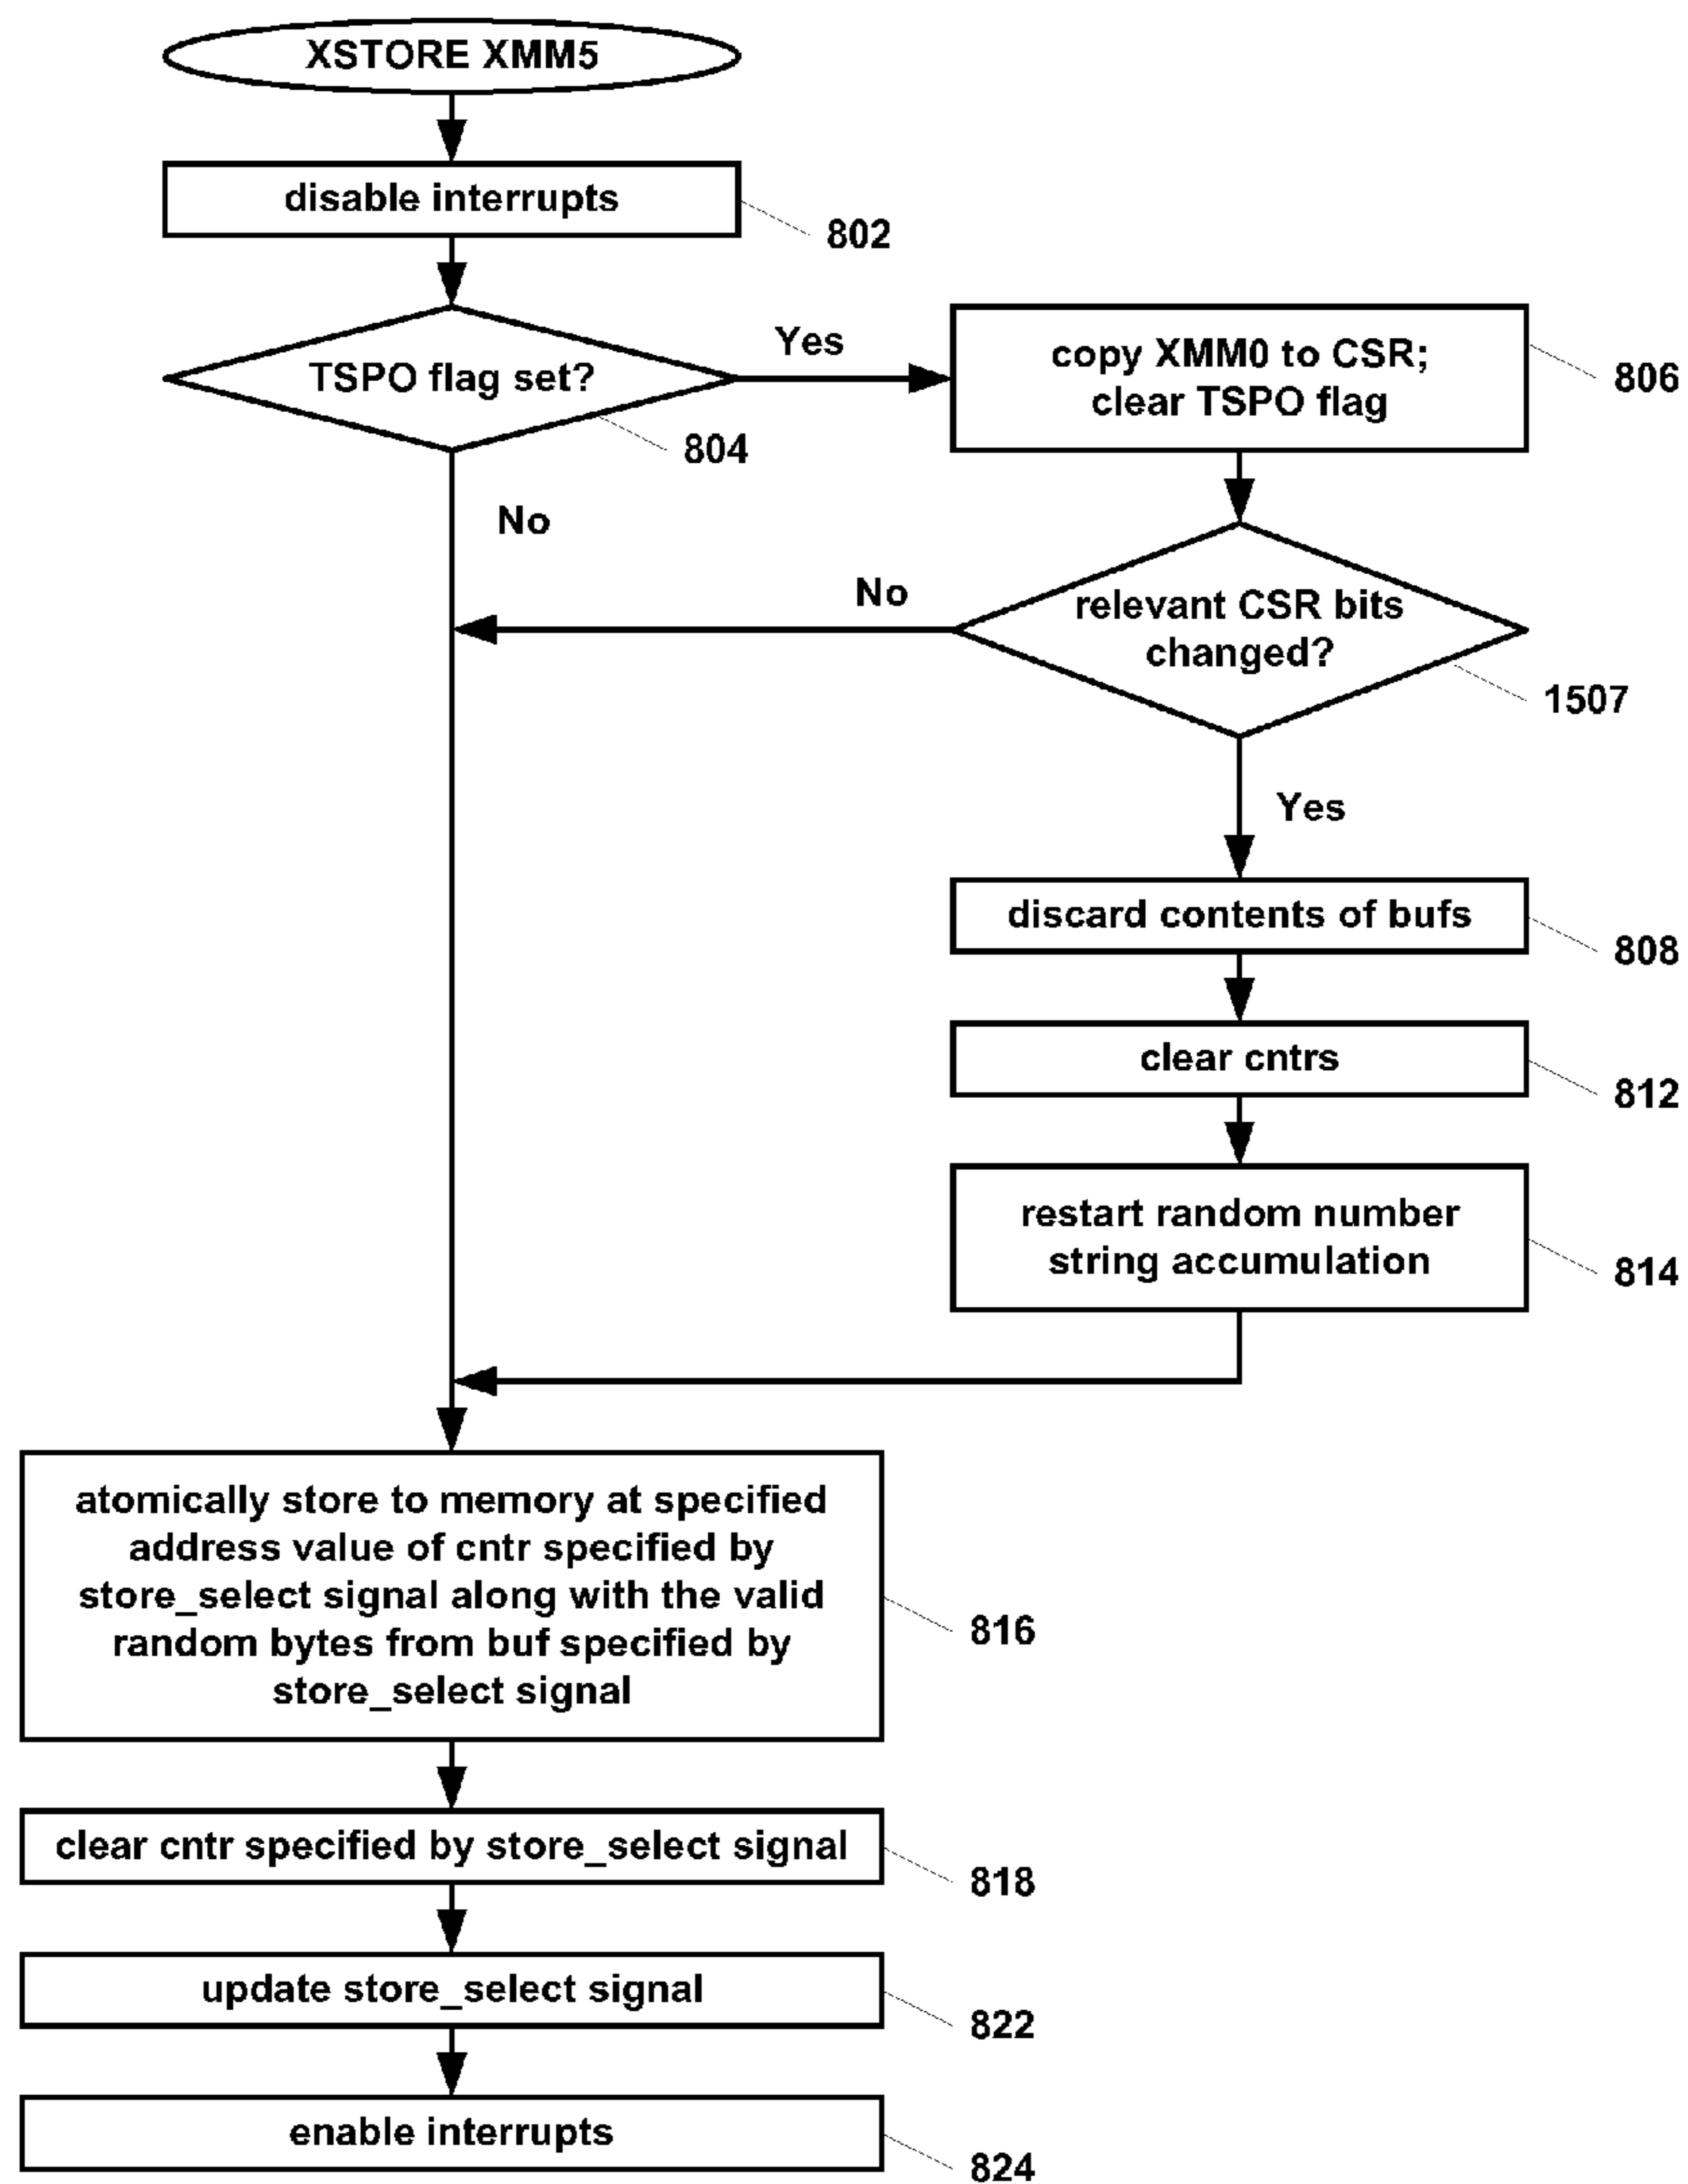 XSTORE XMM5
disable interrupts
802
TSPO flag set?
804
Yes
No
copy XMM0 to CSR;
clear TSPO flag
806
relevant CSR bits
changed?
1507
No
Yes
discard contents of bufs
808
clear cntrs
812
restart random number
string accumulation
814
atomically store to memory at specified
address value of cntr specified by
store_select signal along with the valid
random bytes from buf specified by
store_select signal
816
clear cntr specified by store_select signal
818
update store_select signal
822
enable interrupts
824